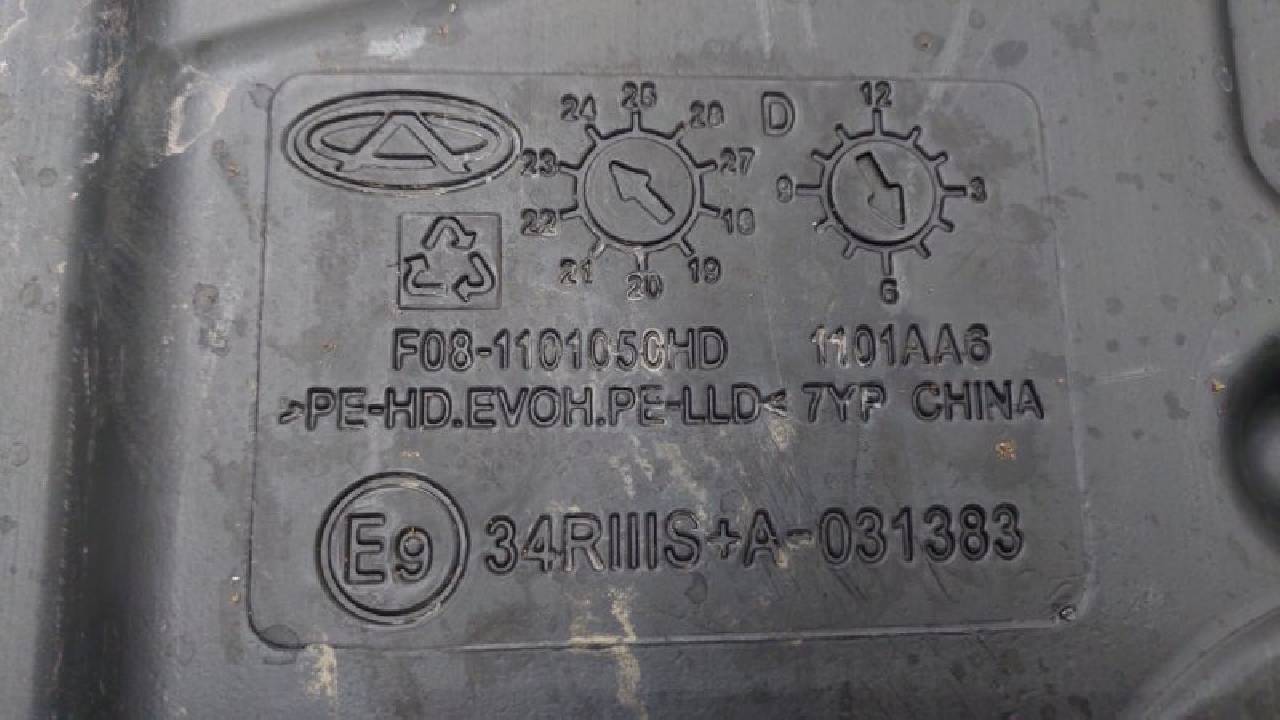 24 25 26 D 12
23 27 9 3
22 18
21 20 19 6
F08-1101050HD 1101AA6
>PE-HD.EVOH.PE-LLD< 7YP CHINA
E9 34RIIIS+A-031383